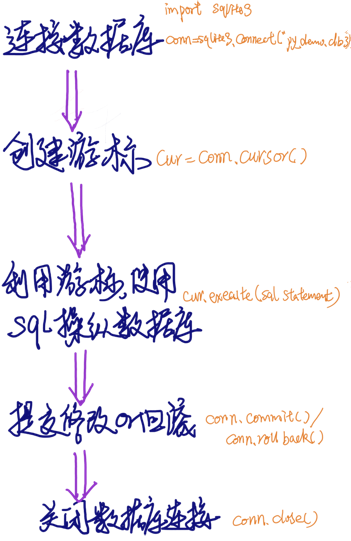 import sqlite3
连接数据库
conn=sqlite3.connect("yy_demo.db3)
创建游标
cur = conn.cursor()
利用游标,使用
SQL操纵数据库
cur.execute(sql statement)
提交修改or回滚
conn.commit() /
conn.rollback()
关闭数据库连接
conn.close()